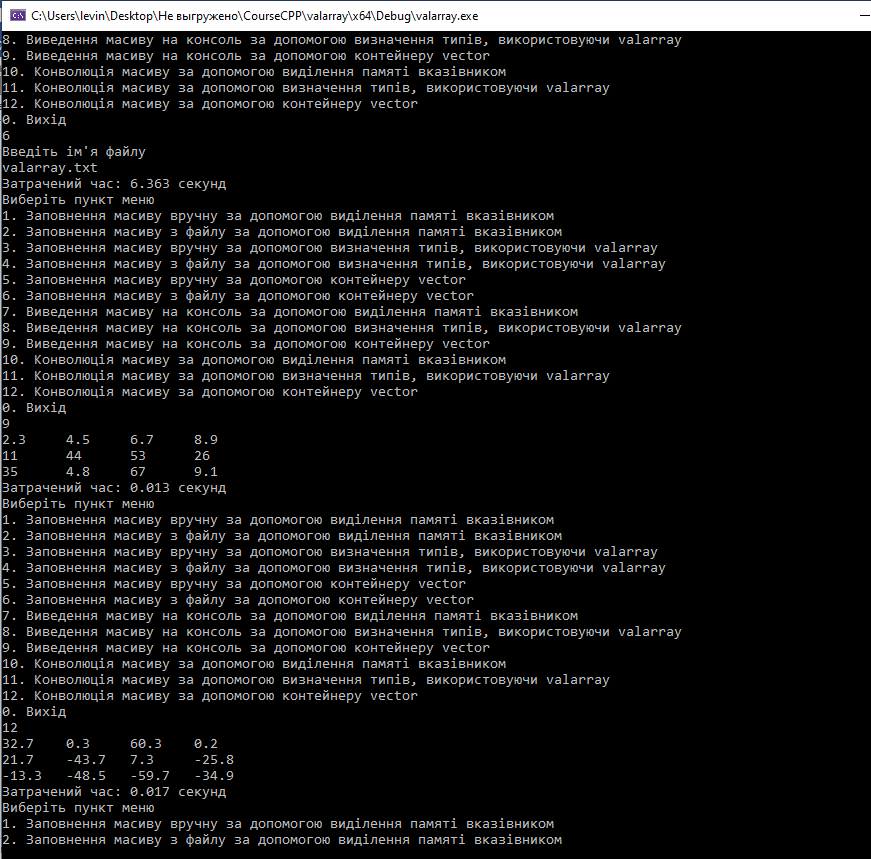 C:\Users\levin\Desktop\Не выгружено\CourseCPP\valarray\x64\Debug\valarray.exe
8. Виведення масиву на консоль за допомогою визначення типів, використовуючи valarray
9. Виведення масиву на консоль за допомогою контейнеру vector
10. Конволюція масиву за допомогою виділення памяті вказівником
11. Конволюція масиву за допомогою визначення типів, використовуючи valarray
12. Конволюція масиву за допомогою контейнеру vector
0. Вихід
6
Введіть ім'я файлу
valarray.txt
Затрачений час: 6.363 секунд
Виберіть пункт меню
1. Заповнення масиву вручну за допомогою виділення памяті вказівником
2. Заповнення масиву з файлу за допомогою виділення памяті вказівником
3. Заповнення масиву вручну за допомогою визначення типів, використовуючи valarray
4. Заповнення масиву з файлу за допомогою визначення типів, використовуючи valarray
5. Заповнення масиву вручну за допомогою контейнеру vector
6. Заповнення масиву з файлу за допомогою контейнеру vector
7. Виведення масиву на консоль за допомогою виділення памяті вказівником
8. Виведення масиву на консоль за допомогою визначення типів, використовуючи valarray
9. Виведення масиву на консоль за допомогою контейнеру vector
10. Конволюція масиву за допомогою виділення памяті вказівником
11. Конволюція масиву за допомогою визначення типів, використовуючи valarray
12. Конволюція масиву за допомогою контейнеру vector
0. Вихід
9
2.3 4.5 6.7 8.9
11 44 53 26
35 4.8 67 9.1
Затрачений час: 0.013 секунд
Виберіть пункт меню
1. Заповнення масиву вручну за допомогою виділення памяті вказівником
2. Заповнення масиву з файлу за допомогою виділення памяті вказівником
3. Заповнення масиву вручну за допомогою визначення типів, використовуючи valarray
4. Заповнення масиву з файлу за допомогою визначення типів, використовуючи valarray
5. Заповнення масиву вручну за допомогою контейнеру vector
6. Заповнення масиву з файлу за допомогою контейнеру vector
7. Виведення масиву на консоль за допомогою виділення памяті вказівником
8. Виведення масиву на консоль за допомогою визначення типів, використовуючи valarray
9. Виведення масиву на консоль за допомогою контейнеру vector
10. Конволюція масиву за допомогою виділення памяті вказівником
11. Конволюція масиву за допомогою визначення типів, використовуючи valarray
12. Конволюція масиву за допомогою контейнеру vector
0. Вихід
12
32.7 0.3 60.3 0.2
21.7 -43.7 7.3 -25.8
-13.3 -48.5 -59.7 -34.9
Затрачений час: 0.017 секунд
Виберіть пункт меню
1. Заповнення масиву вручну за допомогою виділення памяті вказівником
2. Заповнення масиву з файлу за допомогою виділення памяті вказівником